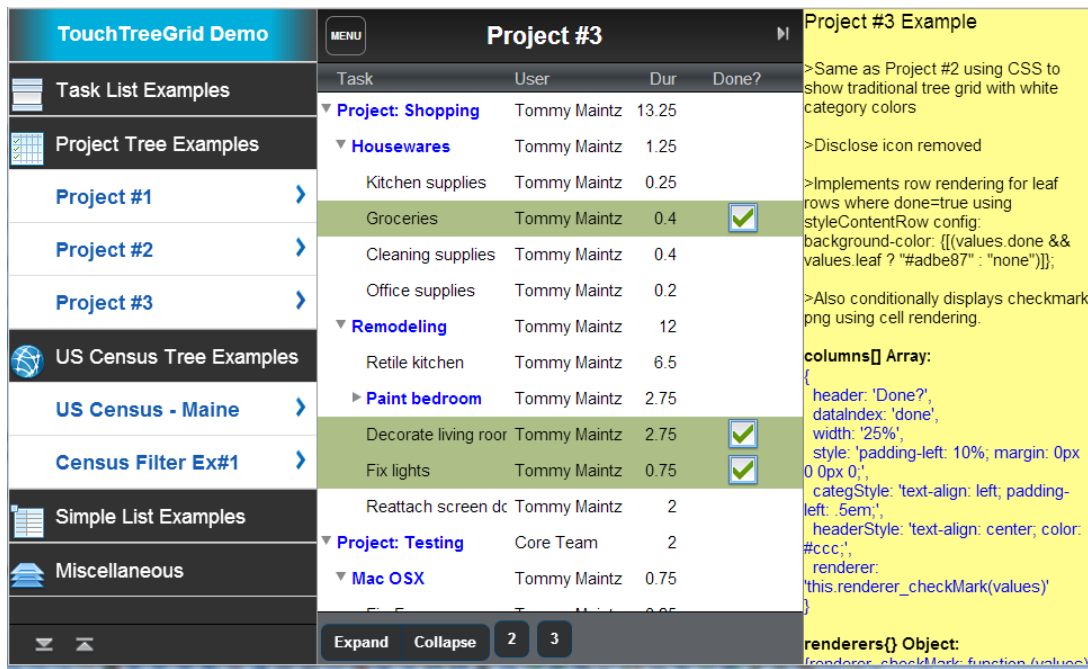 TouchTreeGrid Demo
Task List Examples
Project Tree Examples
Project #1
Project #2
Project #3
US Census Tree Examples
US Census - Maine
Census Filter Ex#1
Simple List Examples
Miscellaneous
MENU
Project #3
Task User Dur Done?
Project: Shopping Tommy Maintz 13.25
Housewares Tommy Maintz 1.25
Kitchen supplies Tommy Maintz 0.25
Groceries Tommy Maintz 0.4
Cleaning supplies Tommy Maintz 0.4
Office supplies Tommy Maintz 0.2
Remodeling Tommy Maintz 12
Retile kitchen Tommy Maintz 6.5
Paint bedroom Tommy Maintz 2.75
Decorate living roor Tommy Maintz 2.75
Fix lights Tommy Maintz 0.75
Reattach screen dc Tommy Maintz 2
Project: Testing Core Team 2
Mac OSX Tommy Maintz 0.75
Expand Collapse 2 3
Project #3 Example
>Same as Project #2 using CSS to
show traditional tree grid with white
category colors
>Disclose icon removed
>Implements row rendering for leaf
rows where done=true using
styleContentRow config:
background-color: {[(values.done &&
values.leaf ? "#adbe87" : "none")]};
>Also conditionally displays checkmark
png using cell rendering.
columns[] Array:
{
header: 'Done?',
dataIndex: 'done',
width: '25%',
style: 'padding-left: 10%; margin: 0px
0 0px 0;',
categStyle: 'text-align: left; padding-
left: .5em;',
headerStyle: 'text-align: center; color:
#ccc;',
renderer:
'this.renderer_checkMark(values)'
}
renderers{} Object:
{renderer_checkMark: function (values)